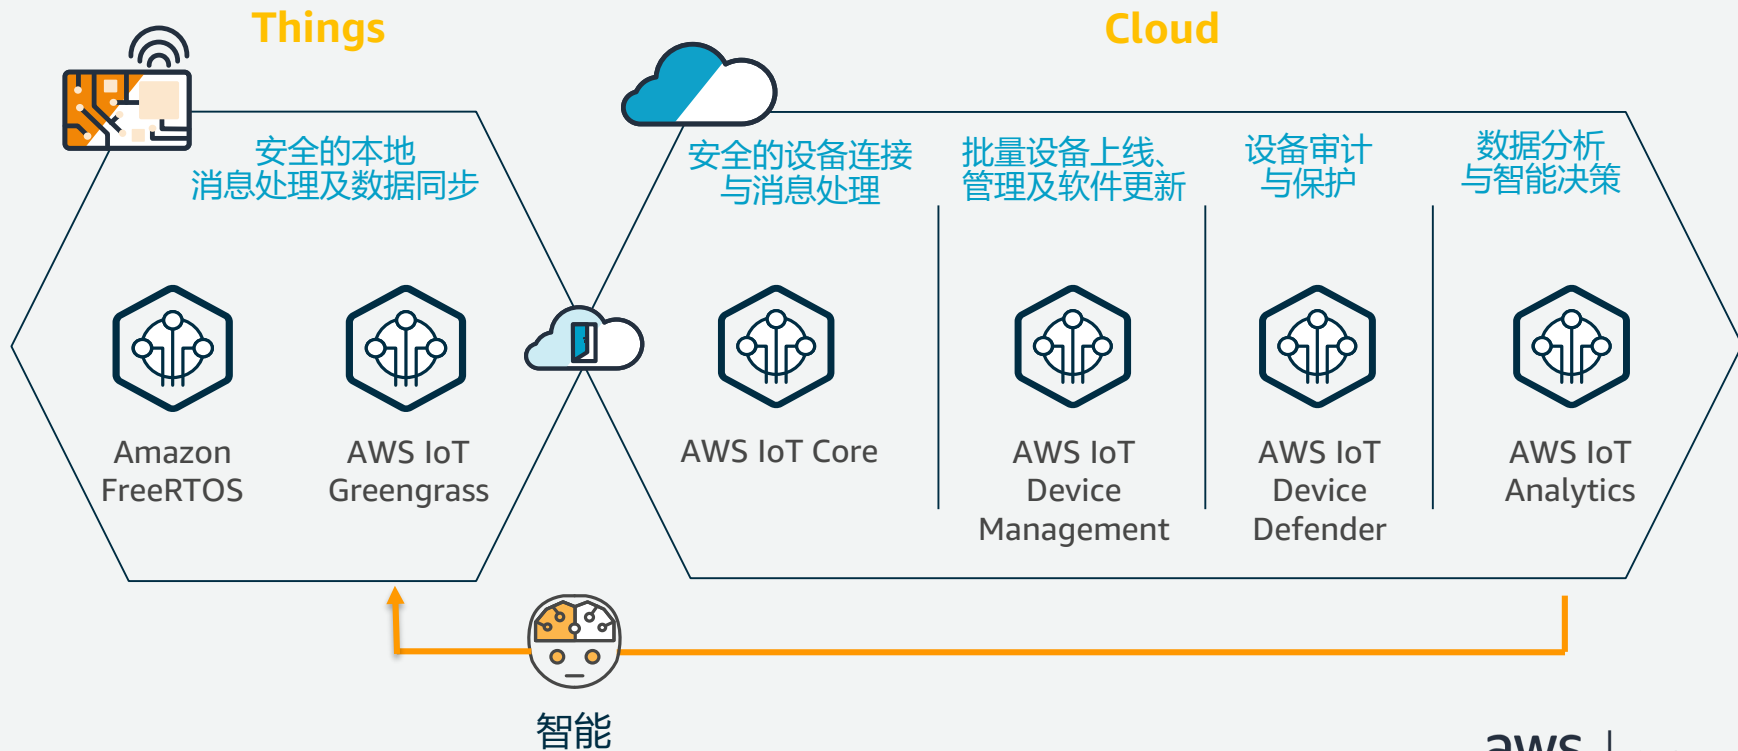 Things
Cloud
安全的本地
消息处理及数据同步
安全的设备连接
与消息处理
批量设备上线、
管理及软件更新
设备审计
与保护
数据分析
与智能决策
Amazon
FreeRTOS
AWS IoT
Greengrass
AWS IoT Core
AWS IoT
Device
Management
AWS IoT
Device
Defender
AWS IoT
Analytics
智能
aws